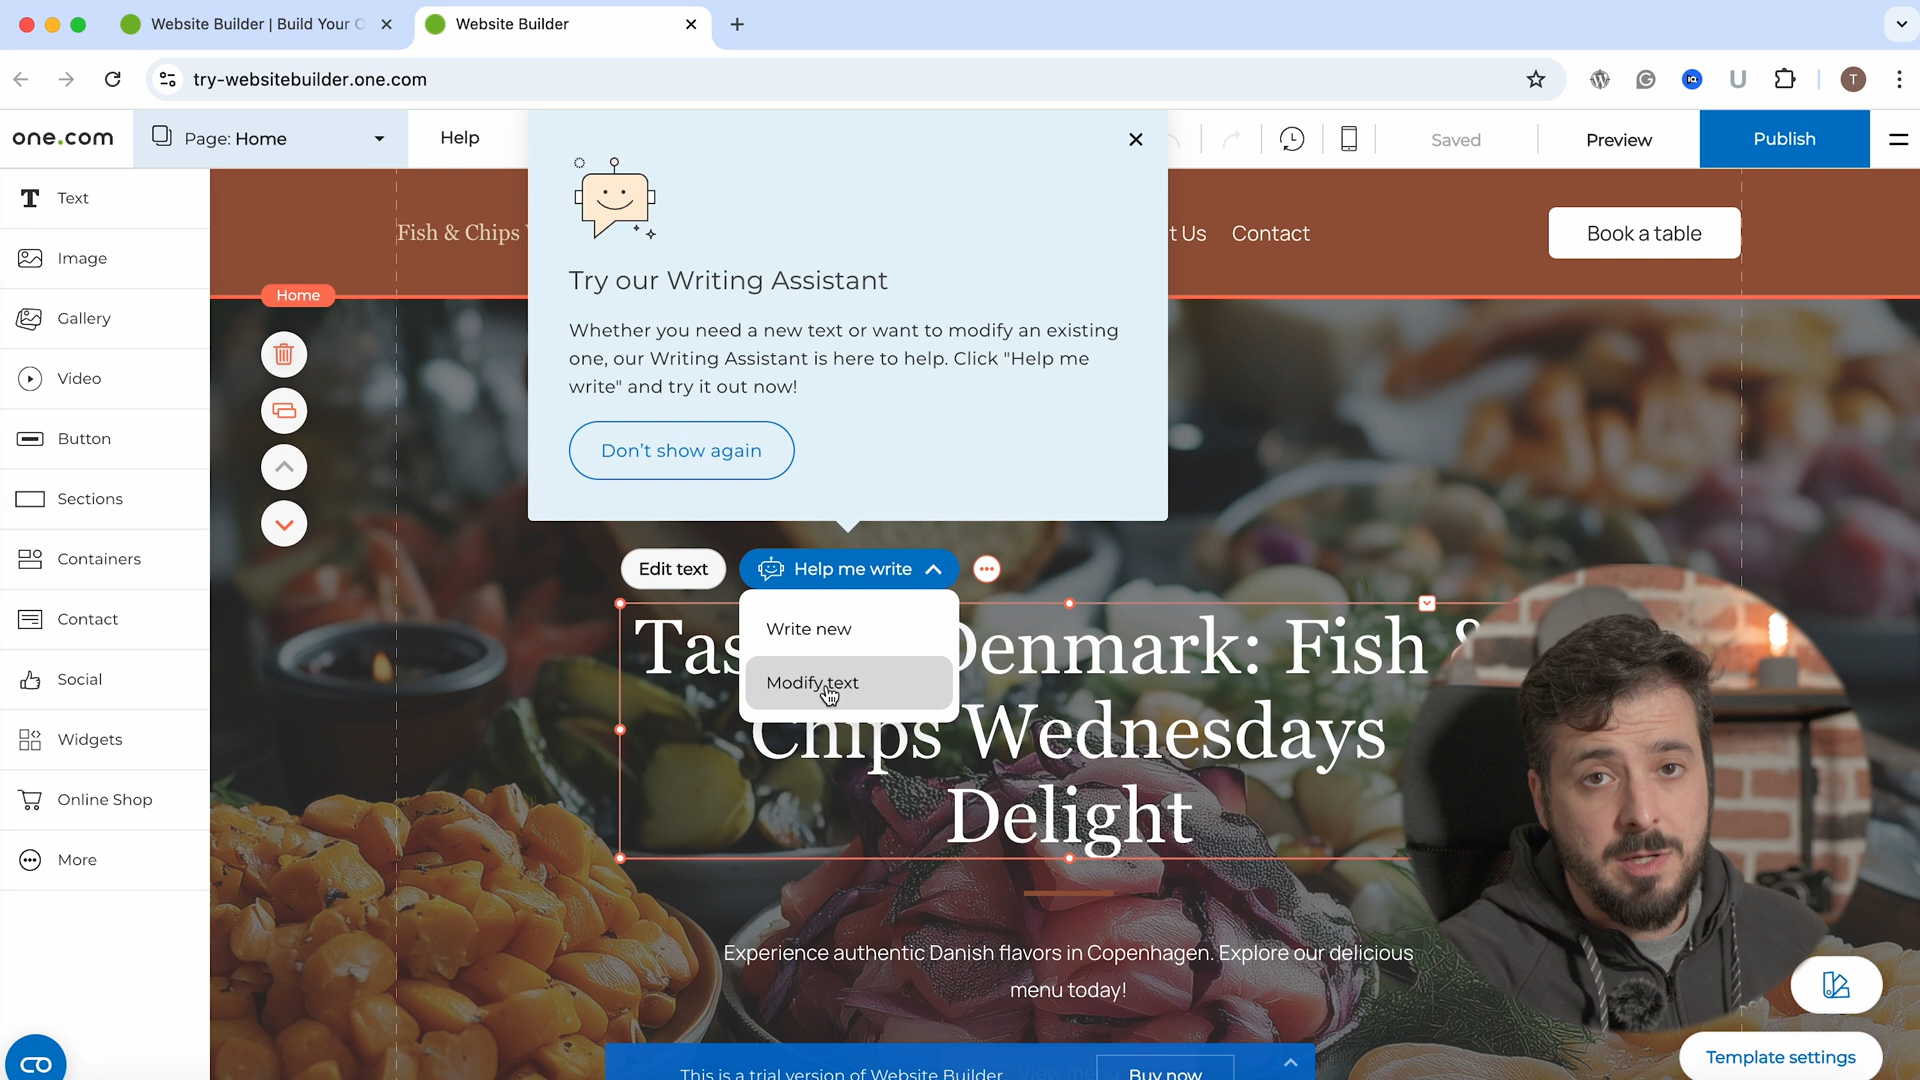 Website Builder | Build Your O
Website Builder
try-websitebuilder.one.com
T
one.com
Page: Home
Help
Saved
Preview
Publish
Text
Image
Gallery
Video
Button
Sections
Containers
Contact
Social
Widgets
Online Shop
More
Fish & Chips
t Us
Contact
Book a table
Home
Try our Writing Assistant
Whether you need a new text or want to modify an existing
one, our Writing Assistant is here to help. Click "Help me
write" and try it out now!
Don't show again
Edit text
Help me write
Write new
Modify text
Tas Denmark: Fish &
Chips Wednesdays
Delight
Experience authentic Danish flavors in Copenhagen. Explore our delicious
menu today!
This is a trial version of Website Builder.
View menu
Buy now
Template settings